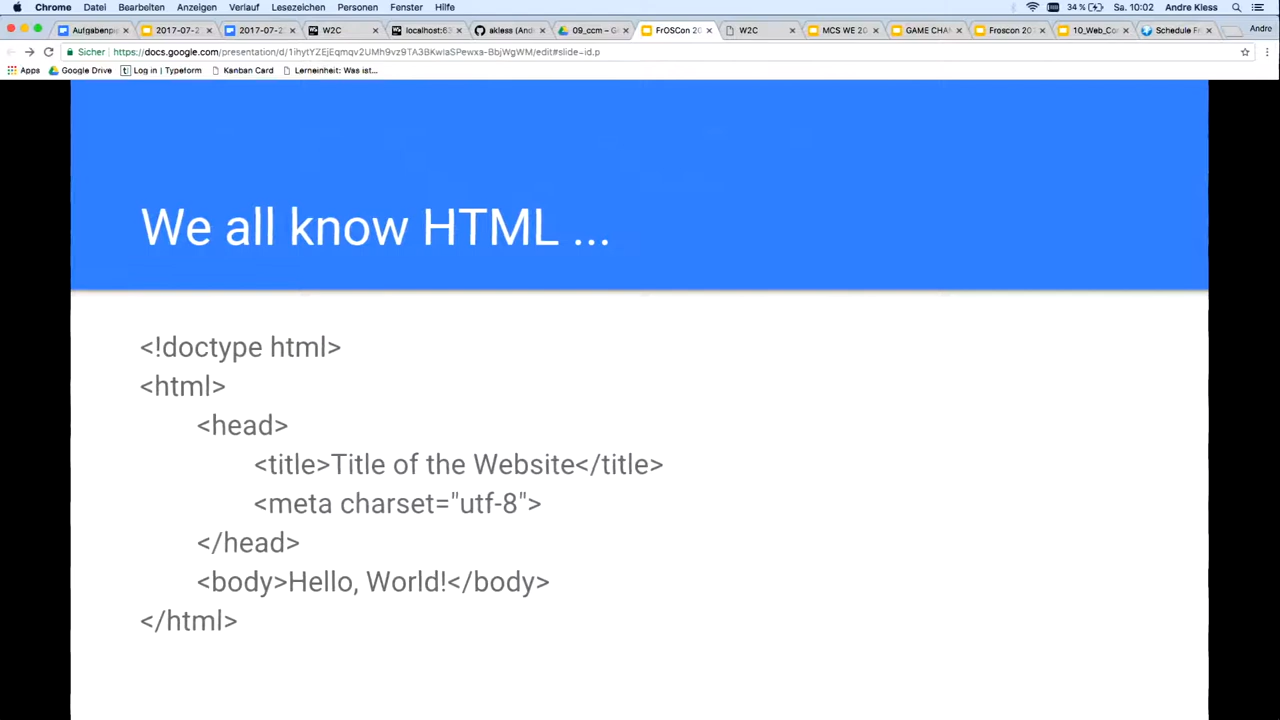 Chrome Datei Bearbeiten Anzeigen Verlauf Lesezeichen Personen Fenster Hilfe 34 % Sa. 10:02 Andre Kless
Aufgabenpl 2017-07-2 2017-07-2 W2C localhost:63 akless (And 09_ccm – G FrOSCon 20 W2C MCS WE 20 GAME CHA Froscon 20 10_Web_Co Schedule Fr Andre
Sicher https://docs.google.com/presentation/d/1ihytYZEjEqmqv2UMh9vz9TA3BKwIaSPewxa-BbjWgWM/edit#slide=id.p
Apps Google Drive Log in | Typeform Kanban Card Lerneinheit: Was ist...
We all know HTML ...
<!doctype html>
<html>
<head>
<title>Title of the Website</title>
<meta charset="utf-8">
</head>
<body>Hello, World!</body>
</html>